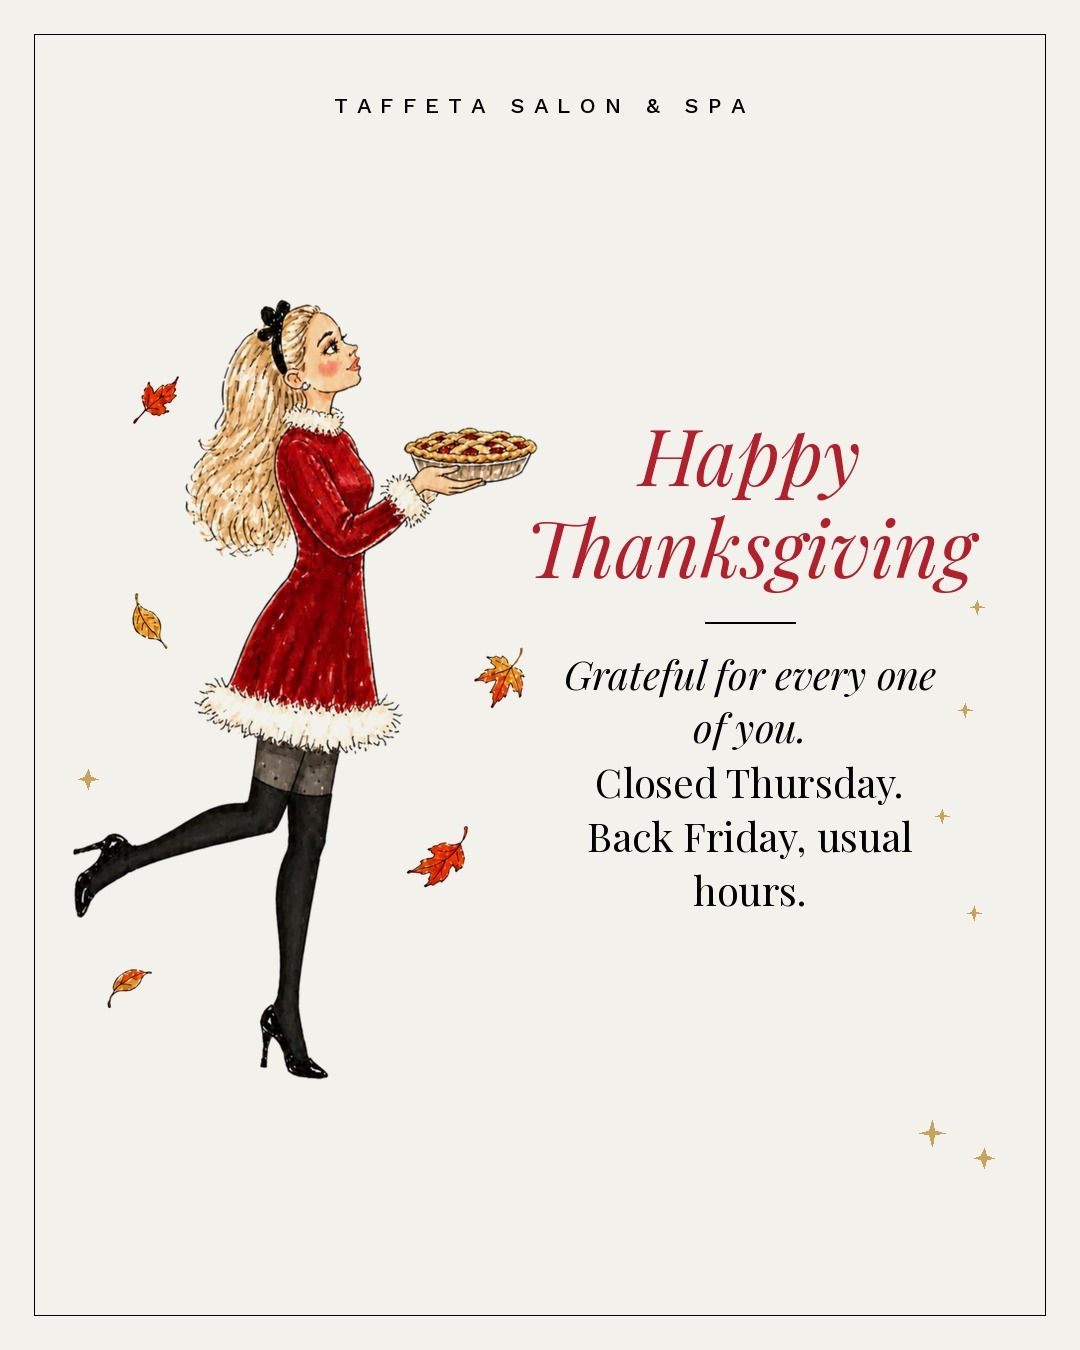 TAFFETA SALON & SPA
Happy
Thanksgiving
Grateful for every one
of you.
Closed Thursday.
Back Friday, usual
hours.